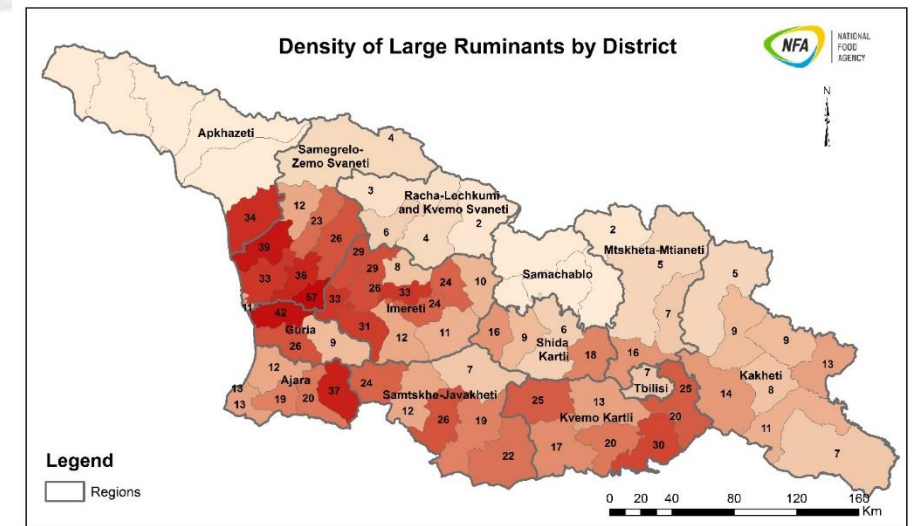 Density of Large Ruminants by District
NFA
NATIONAL
FOOD
AGENCY
N
Apkhazeti
4
Samegrelo-
Zemo Svaneti
3
Racha-Lechkumi
and Kvemo Svaneti
12
34
23
2
6
4
26
2
Mtskheta-Mtianeti
39
29
5
5
29
8
Samachablo
33
36
26
24
10
57
33
33
24
11
Imereti
42
7
Guria
31
12
11
16
9
6
Shida
Kartli
9
9
26
9
18
16
13
12
7
7
Tbilisi
Kakheti
13
Ajara
37
24
25
8
13
19
20
Samtskhe-Javakheti
25
13
14
12
26
19
Kvemo Kartli
20
11
17
20
30
7
22
Legend
Regions
0 20 40 80 120 160
Km